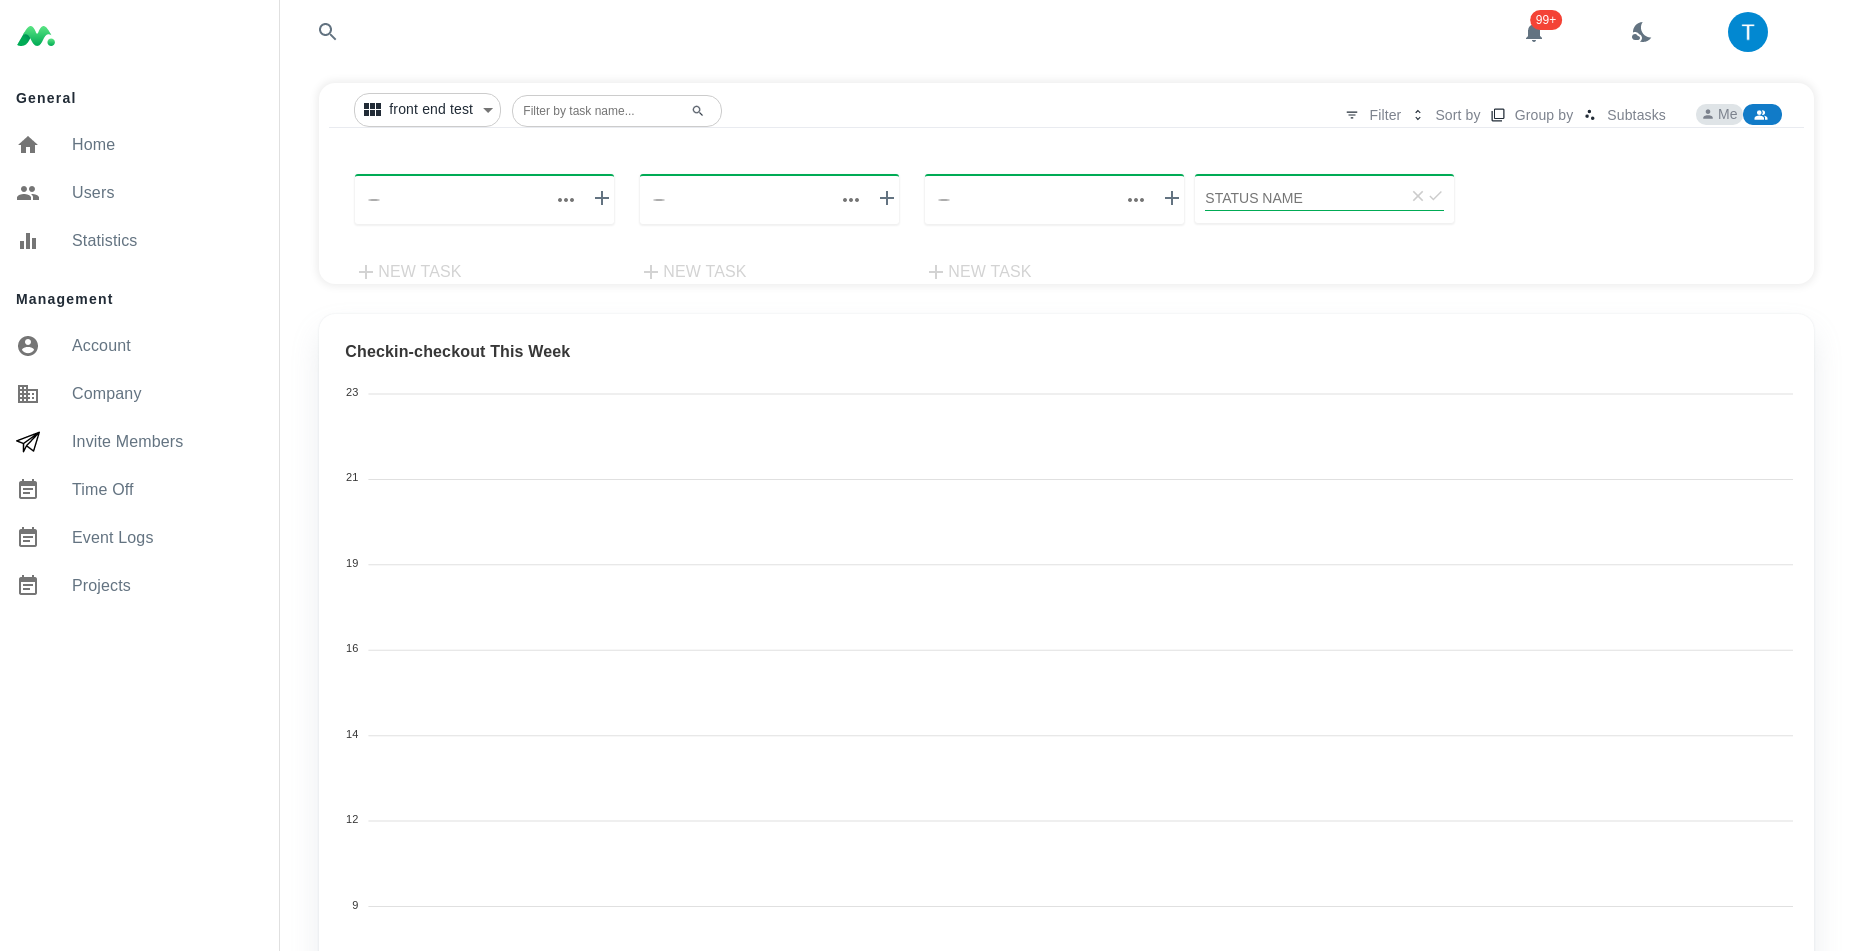 99+
T
General
Home
Users
Statistics
Management
Account
Company
Invite Members
Time Off
Event Logs
Projects
front end test
Filter by task name...
Filter
Sort by
Group by
Subtasks
Me
STATUS NAME
NEW TASK
NEW TASK
NEW TASK
Checkin-checkout This Week
23
21
19
16
14
12
9